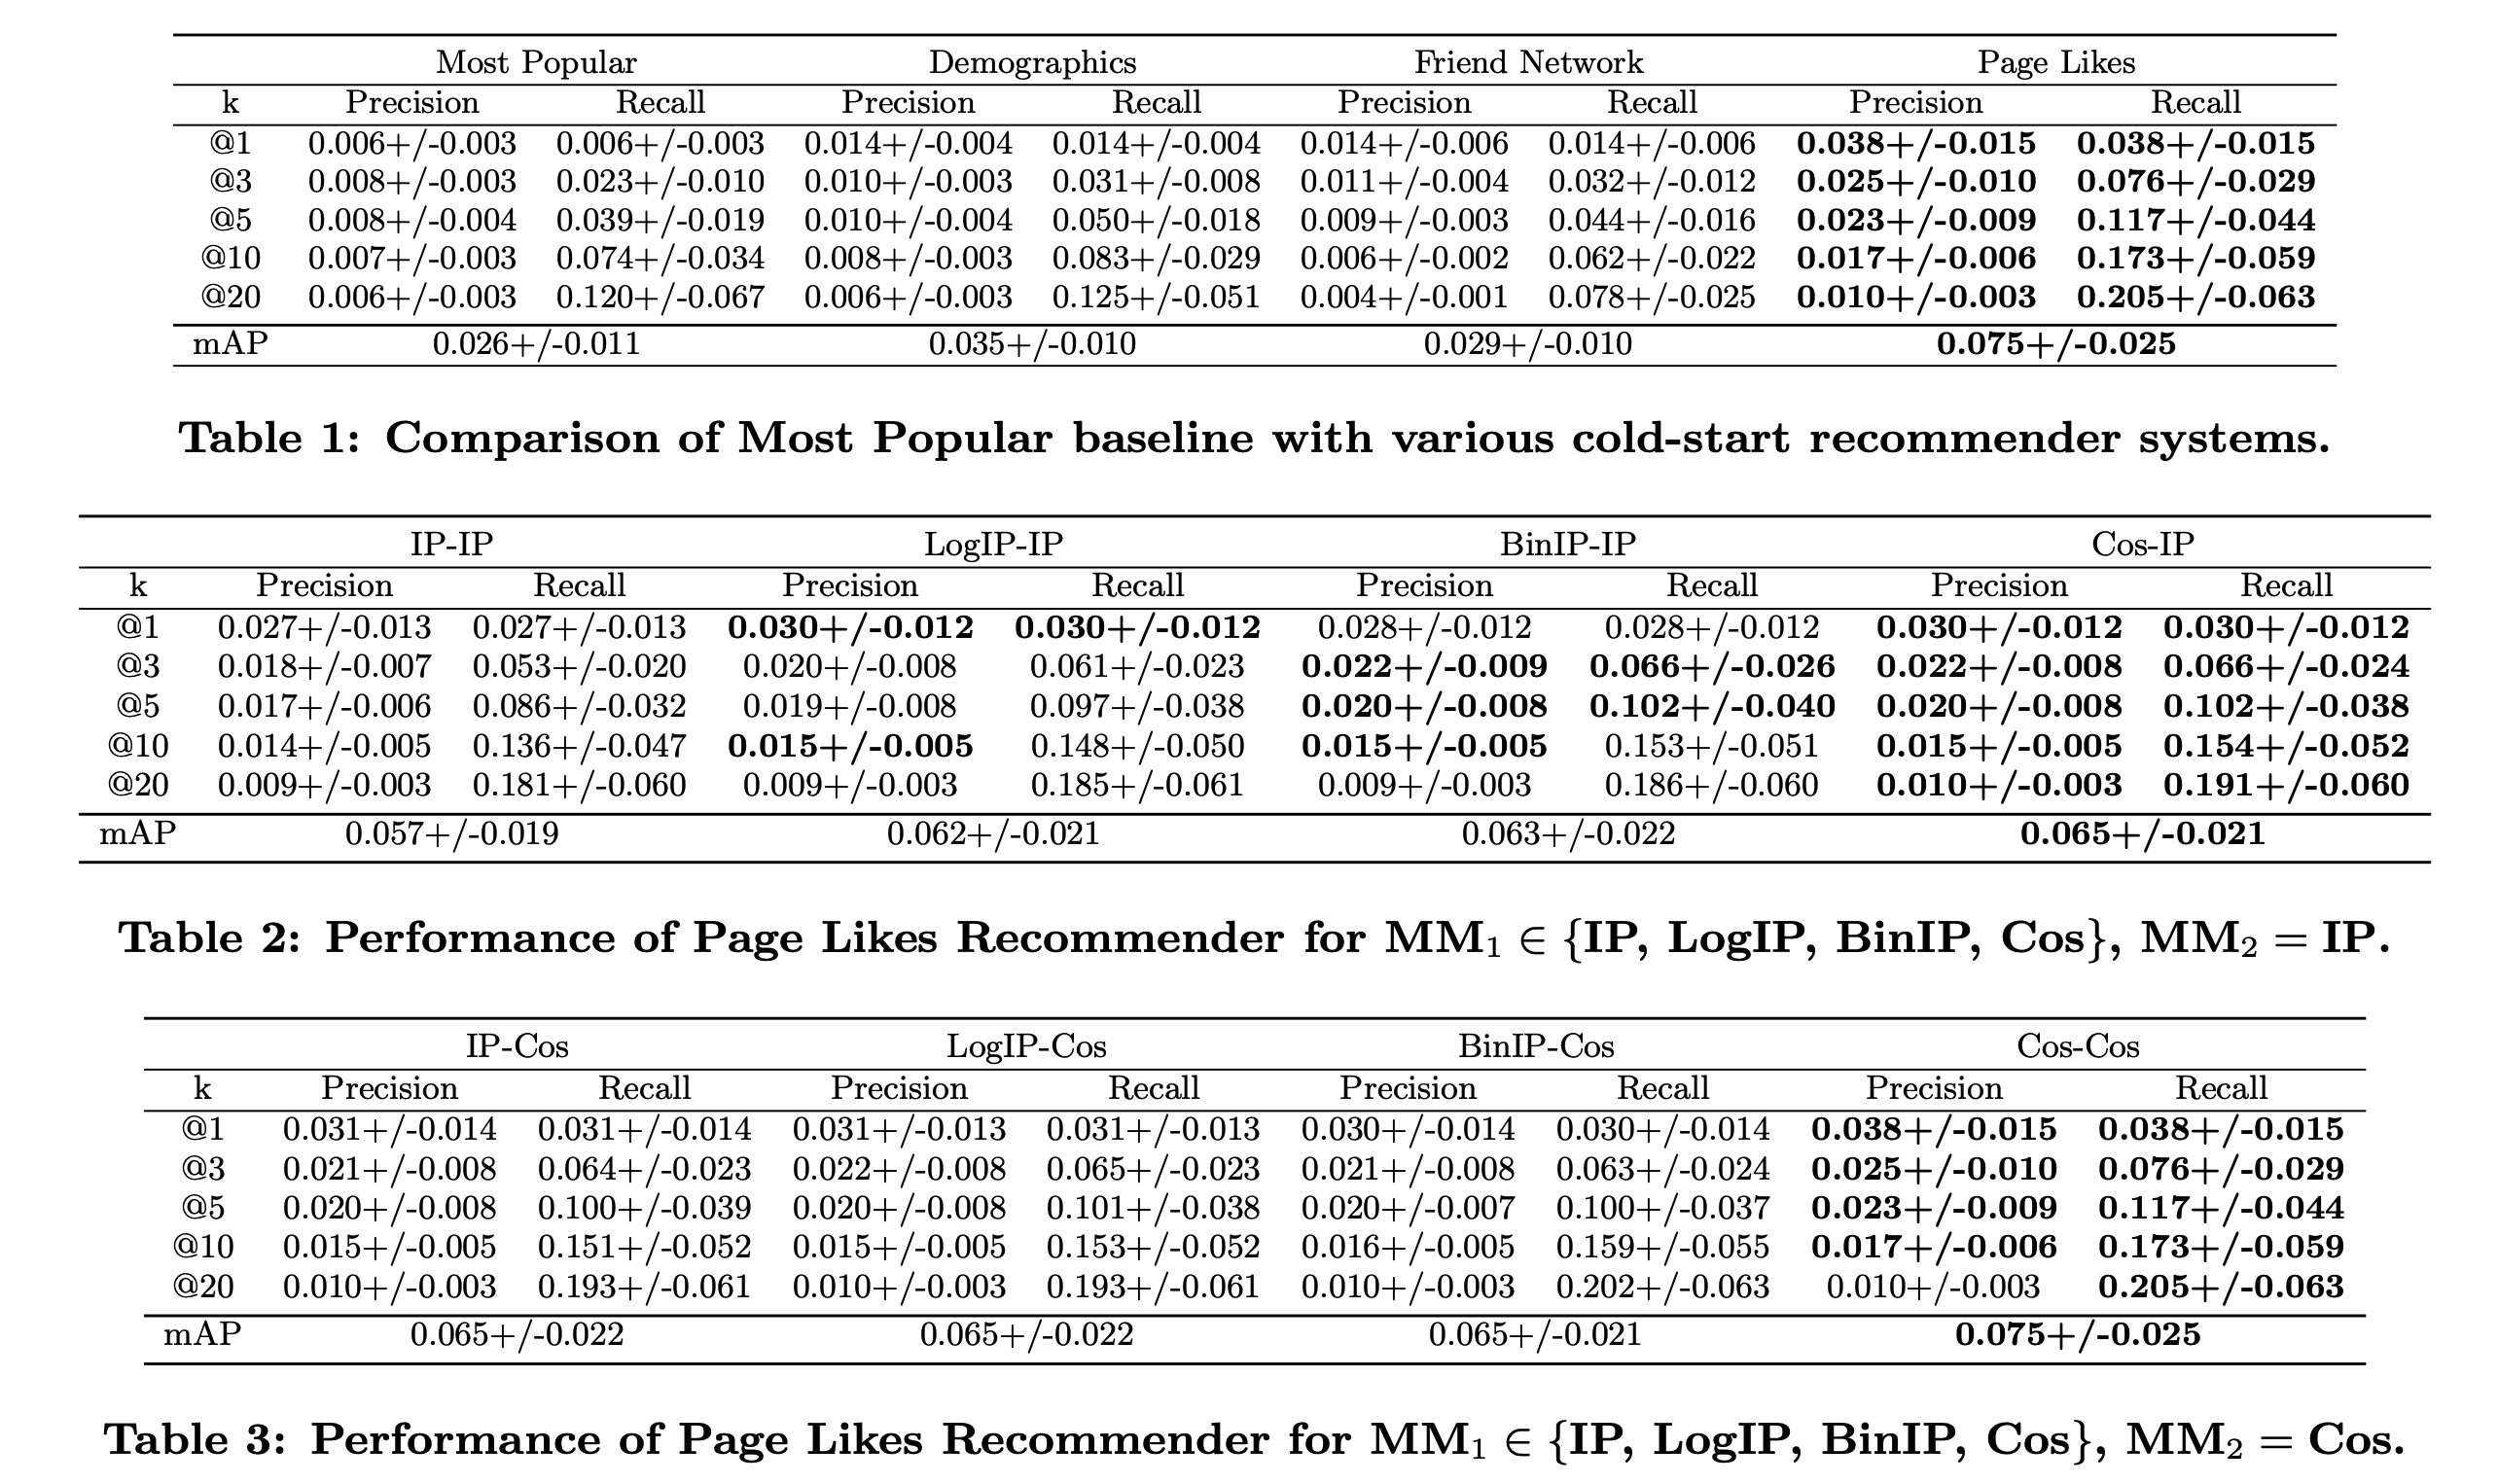 Most Popular Demographics Friend Network Page Likes
k Precision Recall Precision Recall Precision Recall Precision Recall
@1 0.006+/-0.003 0.006+/-0.003 0.014+/-0.004 0.014+/-0.004 0.014+/-0.006 0.014+/-0.006 0.038+/-0.015 0.038+/-0.015
@3 0.008+/-0.003 0.023+/-0.010 0.010+/-0.003 0.031+/-0.008 0.011+/-0.004 0.032+/-0.012 0.025+/-0.010 0.076+/-0.029
@5 0.008+/-0.004 0.039+/-0.019 0.010+/-0.004 0.050+/-0.018 0.009+/-0.003 0.044+/-0.016 0.023+/-0.009 0.117+/-0.044
@10 0.007+/-0.003 0.074+/-0.034 0.008+/-0.003 0.083+/-0.029 0.006+/-0.002 0.062+/-0.022 0.017+/-0.006 0.173+/-0.059
@20 0.006+/-0.003 0.120+/-0.067 0.006+/-0.003 0.125+/-0.051 0.004+/-0.001 0.078+/-0.025 0.010+/-0.003 0.205+/-0.063
mAP 0.026+/-0.011 0.035+/-0.010 0.029+/-0.010 0.075+/-0.025
Table 1: Comparison of Most Popular baseline with various cold-start recommender systems.
IP-IP LogIP-IP BinIP-IP Cos-IP
k Precision Recall Precision Recall Precision Recall Precision Recall
@1 0.027+/-0.013 0.027+/-0.013 0.030+/-0.012 0.030+/-0.012 0.028+/-0.012 0.028+/-0.012 0.030+/-0.012 0.030+/-0.012
@3 0.018+/-0.007 0.053+/-0.020 0.020+/-0.008 0.061+/-0.023 0.022+/-0.009 0.066+/-0.026 0.022+/-0.008 0.066+/-0.024
@5 0.017+/-0.006 0.086+/-0.032 0.019+/-0.008 0.097+/-0.038 0.020+/-0.008 0.102+/-0.040 0.020+/-0.008 0.102+/-0.038
@10 0.014+/-0.005 0.136+/-0.047 0.015+/-0.005 0.148+/-0.050 0.015+/-0.005 0.153+/-0.051 0.015+/-0.005 0.154+/-0.052
@20 0.009+/-0.003 0.181+/-0.060 0.009+/-0.003 0.185+/-0.061 0.009+/-0.003 0.186+/-0.060 0.010+/-0.003 0.191+/-0.060
mAP 0.057+/-0.019 0.062+/-0.021 0.063+/-0.022 0.065+/-0.021
Table 2: Performance of Page Likes Recommender for MM₁ ∈ {IP, LogIP, BinIP, Cos}, MM₂ = IP.
IP-Cos LogIP-Cos BinIP-Cos Cos-Cos
k Precision Recall Precision Recall Precision Recall Precision Recall
@1 0.031+/-0.014 0.031+/-0.014 0.031+/-0.013 0.031+/-0.013 0.030+/-0.014 0.030+/-0.014 0.038+/-0.015 0.038+/-0.015
@3 0.021+/-0.008 0.064+/-0.023 0.022+/-0.008 0.065+/-0.023 0.021+/-0.008 0.063+/-0.024 0.025+/-0.010 0.076+/-0.029
@5 0.020+/-0.008 0.100+/-0.039 0.020+/-0.008 0.101+/-0.038 0.020+/-0.007 0.100+/-0.037 0.023+/-0.009 0.117+/-0.044
@10 0.015+/-0.005 0.151+/-0.052 0.015+/-0.005 0.153+/-0.052 0.016+/-0.005 0.159+/-0.055 0.017+/-0.006 0.173+/-0.059
@20 0.010+/-0.003 0.193+/-0.061 0.010+/-0.003 0.193+/-0.061 0.010+/-0.003 0.202+/-0.063 0.010+/-0.003 0.205+/-0.063
mAP 0.065+/-0.022 0.065+/-0.022 0.065+/-0.021 0.075+/-0.025
Table 3: Performance of Page Likes Recommender for MM₁ ∈ {IP, LogIP, BinIP, Cos}, MM₂ = Cos.